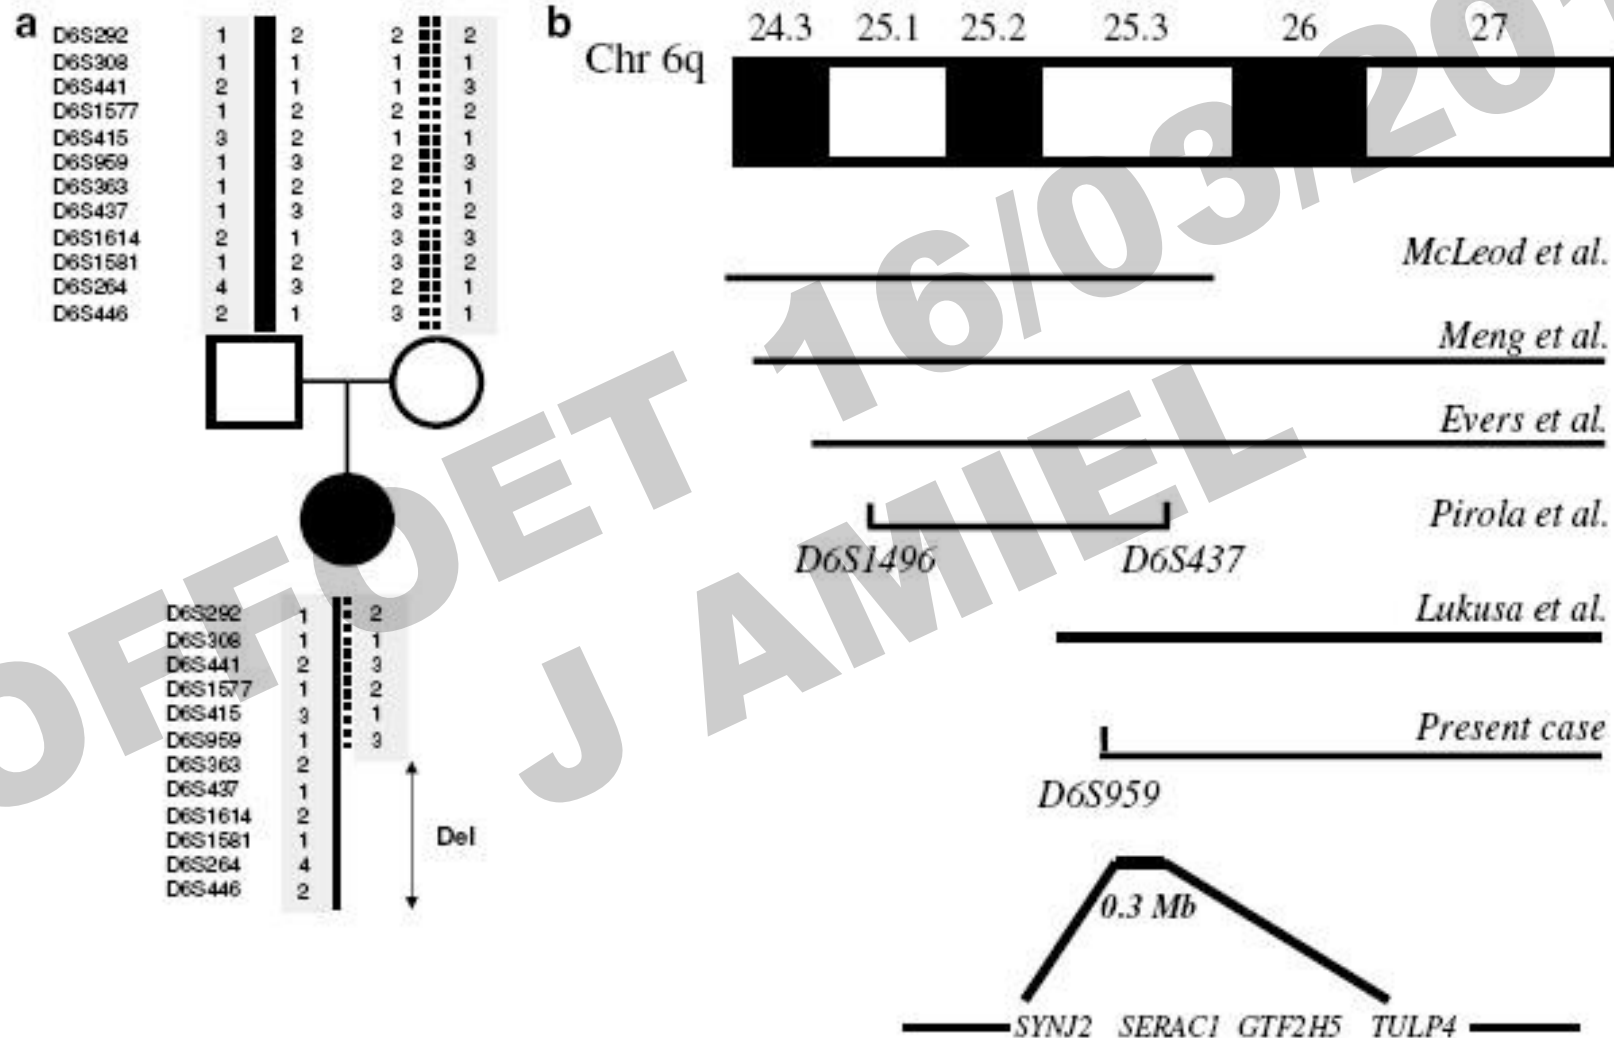 a
D6S292 1 2 2 2
D6S308 1 1 1 1
D6S441 2 1 1 3
D6S1577 1 2 2 2
D6S415 3 2 1 1
D6S959 1 3 2 3
D6S363 1 2 2 1
D6S437 1 3 3 2
D6S1614 2 1 3 3
D6S1581 1 2 3 2
D6S264 4 3 2 1
D6S446 2 1 3 1
D6S292 1 2
D6S308 1 1
D6S441 2 3
D6S1577 1 2
D6S415 3 1
D6S959 1 3
D6S363 2
D6S437 1
D6S1614 2
D6S1581 1
D6S264 4
D6S446 2
Del
b
24.3 25.1 25.2 25.3 26 27
Chr 6q
McLeod et al.
Meng et al.
Evers et al.
Pirola et al.
D6S1496 D6S437
Lukusa et al.
Present case
D6S959
0.3 Mb
SYNJ2 SERAC1 GTF2H5 TULP4
OFFOET 16/03/201
J AMIEL